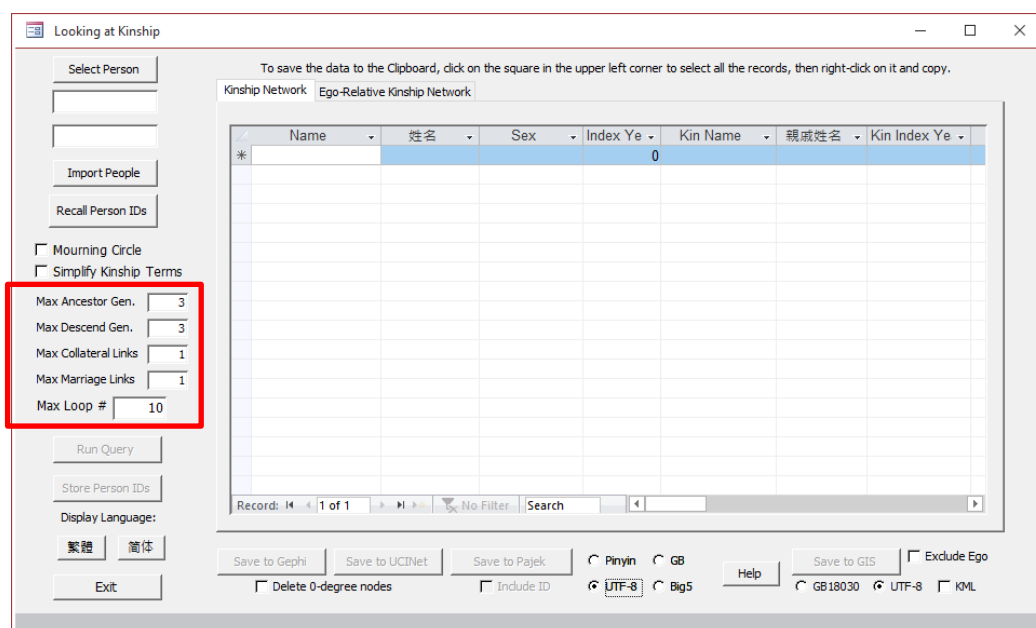 Looking at Kinship
Select Person
To save the data to the Clipboard, click on the square in the upper left corner to select all the records, then right-click on it and copy.
Kinship Network Ego-Relative Kinship Network
Name 姓名 Sex Index Ye Kin Name 親戚姓名 Kin Index Ye
0
Import People
Recall Person IDs
Mourning Circle
Simplify Kinship Terms
Max Ancestor Gen. 3
Max Descend Gen. 3
Max Collateral Links 1
Max Marriage Links 1
Max Loop # 10
Run Query
Store Person IDs
Record: 1 of 1 No Filter Search
Display Language:
繁體 简体
Exit
Save to Gephi Save to UCINet Save to Pajek Pinyin GB Help Save to GIS Exclude Ego
Delete 0-degree nodes Include ID UTF-8 Big5 GB18030 UTF-8 KML